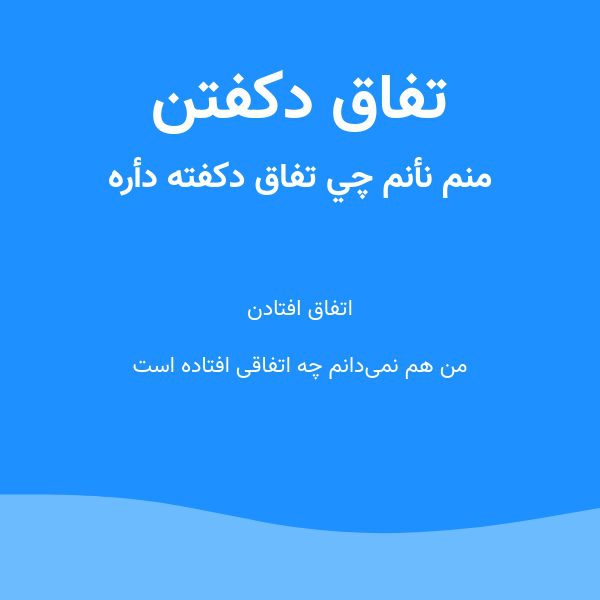 تفاق دکفتن
منم نأنم چي تفاق دکفته دأره
اتفاق افتادن
من هم نمی‌دانم چه اتفاقی افتاده است